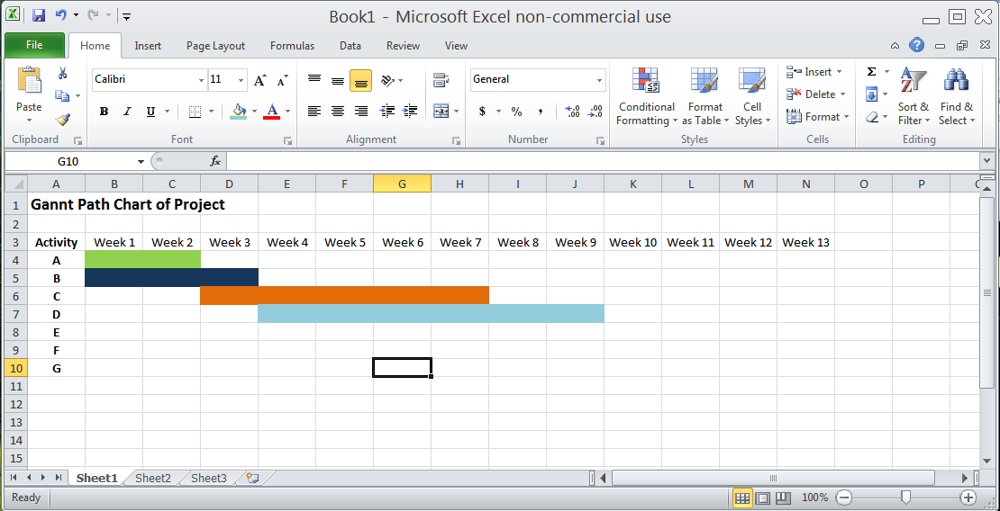 Book1 - Microsoft Excel non-commercial use
File Home Insert Page Layout Formulas Data Review View
Calibri 11 General Insert
Paste B I U $ % , Conditional Formatting Format as Table Cell Styles Delete Sort & Filter Find & Select
Format
Clipboard Font Alignment Number Styles Cells Editing
G10 fx
A B C D E F G H I J K L M N O P
1 Gannt Path Chart of Project
2
3 Activity Week 1 Week 2 Week 3 Week 4 Week 5 Week 6 Week 7 Week 8 Week 9 Week 10 Week 11 Week 12 Week 13
4 A
5 B
6 C
7 D
8 E
9 F
10 G
11
12
13
14
15
Sheet1 Sheet2 Sheet3
Ready 100%